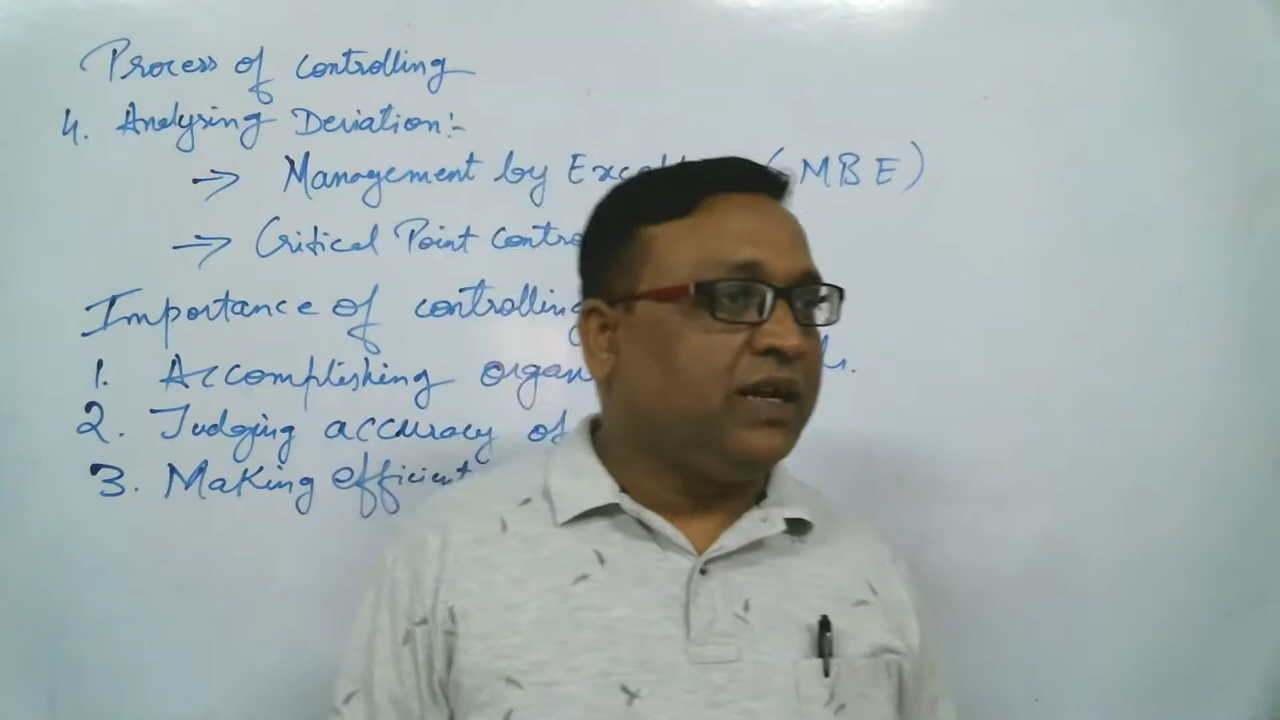 Process of controlling
4. Analysing Deviation:-
→ Management by (MBE)
→ Critical Point
Importance of controlling
1. Accomplishing
2. Judging accuracy of
3. Making efficient